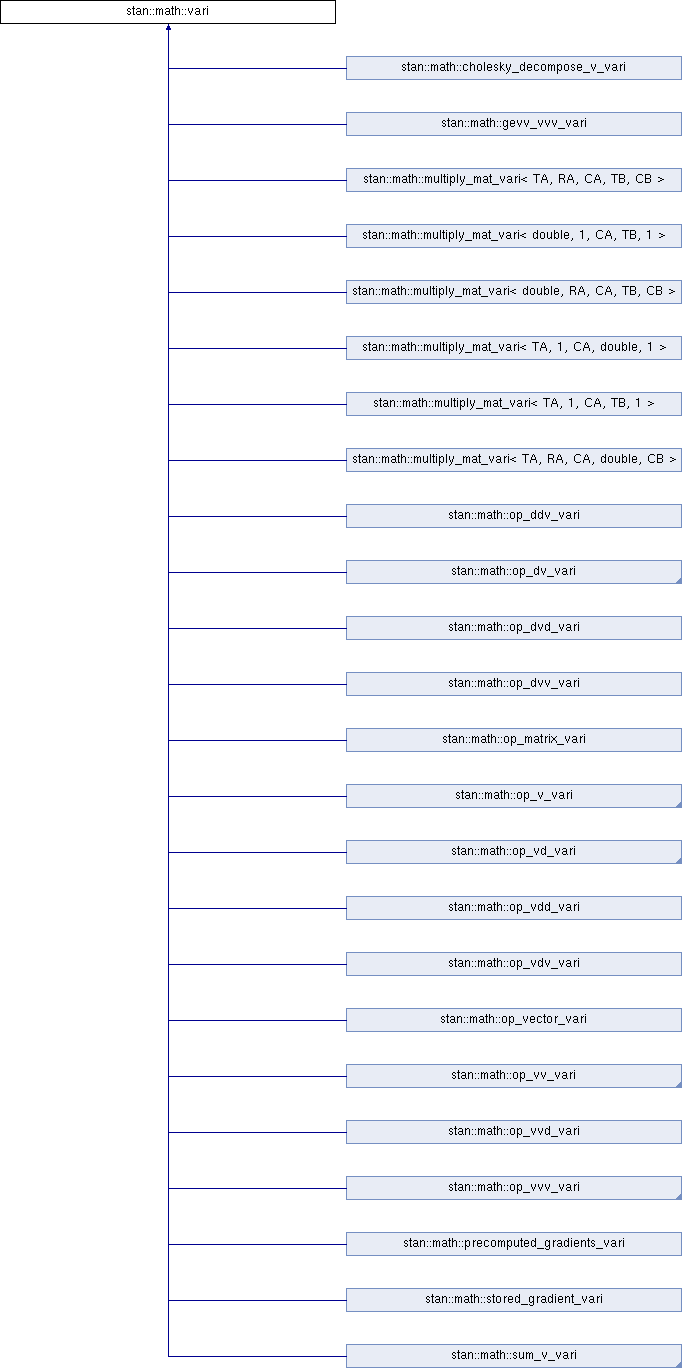 stan::math::vari
stan::math::cholesky_decompose_v_vari
stan::math::gevv_vvv_vari
stan::math::multiply_mat_vari< TA, RA, CA, TB, CB >
stan::math::multiply_mat_vari< double, 1, CA, TB, 1 >
stan::math::multiply_mat_vari< double, RA, CA, TB, CB >
stan::math::multiply_mat_vari< TA, 1, CA, double, 1 >
stan::math::multiply_mat_vari< TA, 1, CA, TB, 1 >
stan::math::multiply_mat_vari< TA, RA, CA, double, CB >
stan::math::op_ddv_vari
stan::math::op_dv_vari
stan::math::op_dvd_vari
stan::math::op_dvv_vari
stan::math::op_matrix_vari
stan::math::op_v_vari
stan::math::op_vd_vari
stan::math::op_vdd_vari
stan::math::op_vdv_vari
stan::math::op_vector_vari
stan::math::op_vv_vari
stan::math::op_vvd_vari
stan::math::op_vvv_vari
stan::math::precomputed_gradients_vari
stan::math::stored_gradient_vari
stan::math::sum_v_vari